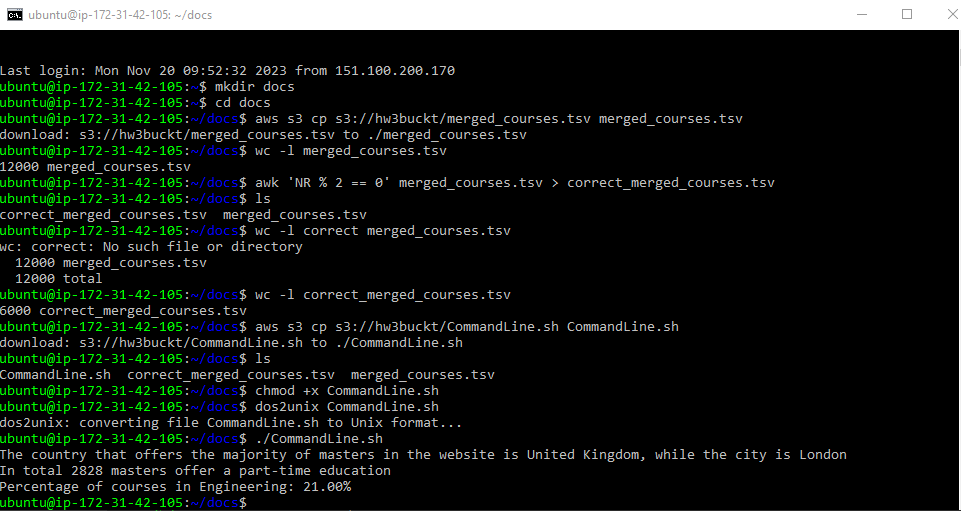 ubuntu@ip-172-31-42-105: ~/docs
Last login: Mon Nov 20 09:52:32 2023 from 151.100.200.170
ubuntu@ip-172-31-42-105:~$ mkdir docs
ubuntu@ip-172-31-42-105:~$ cd docs
ubuntu@ip-172-31-42-105:~/docs$ aws s3 cp s3://hw3buckt/merged_courses.tsv merged_courses.tsv
download: s3://hw3buckt/merged_courses.tsv to ./merged_courses.tsv
ubuntu@ip-172-31-42-105:~/docs$ wc -l merged_courses.tsv
12000 merged_courses.tsv
ubuntu@ip-172-31-42-105:~/docs$ awk 'NR % 2 == 0' merged_courses.tsv > correct_merged_courses.tsv
ubuntu@ip-172-31-42-105:~/docs$ ls
correct_merged_courses.tsv  merged_courses.tsv
ubuntu@ip-172-31-42-105:~/docs$ wc -l correct merged_courses.tsv
wc: correct: No such file or directory
  12000 merged_courses.tsv
  12000 total
ubuntu@ip-172-31-42-105:~/docs$ wc -l correct_merged_courses.tsv
6000 correct_merged_courses.tsv
ubuntu@ip-172-31-42-105:~/docs$ aws s3 cp s3://hw3buckt/CommandLine.sh CommandLine.sh
download: s3://hw3buckt/CommandLine.sh to ./CommandLine.sh
ubuntu@ip-172-31-42-105:~/docs$ ls
CommandLine.sh  correct_merged_courses.tsv  merged_courses.tsv
ubuntu@ip-172-31-42-105:~/docs$ chmod +x CommandLine.sh
ubuntu@ip-172-31-42-105:~/docs$ dos2unix CommandLine.sh
dos2unix: converting file CommandLine.sh to Unix format...
ubuntu@ip-172-31-42-105:~/docs$ ./CommandLine.sh
The country that offers the majority of masters in the website is United Kingdom, while the city is London
In total 2828 masters offer a part-time education
Percentage of courses in Engineering: 21.00%
ubuntu@ip-172-31-42-105:~/docs$